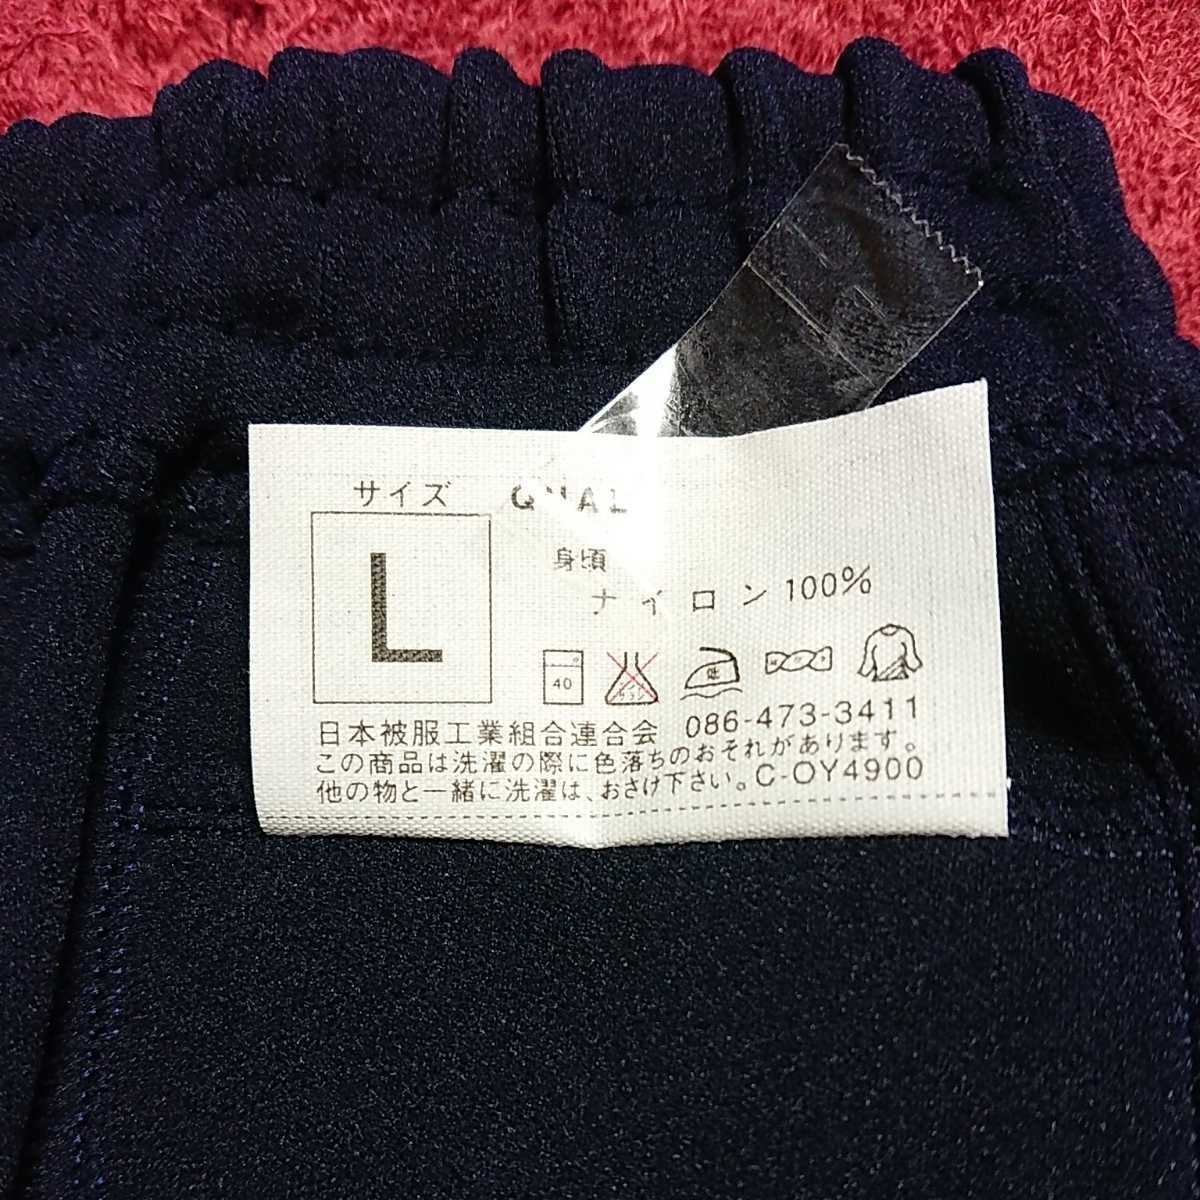 サイズ
L
QUAL
身頃
ナイロン 100%
40
低
日本被服工業組合連合会 086-473-3411
この商品は洗濯の際に色落ちのおそれがあります。
他の物と一緒に洗濯は、おさけ下さい。C-OY4900